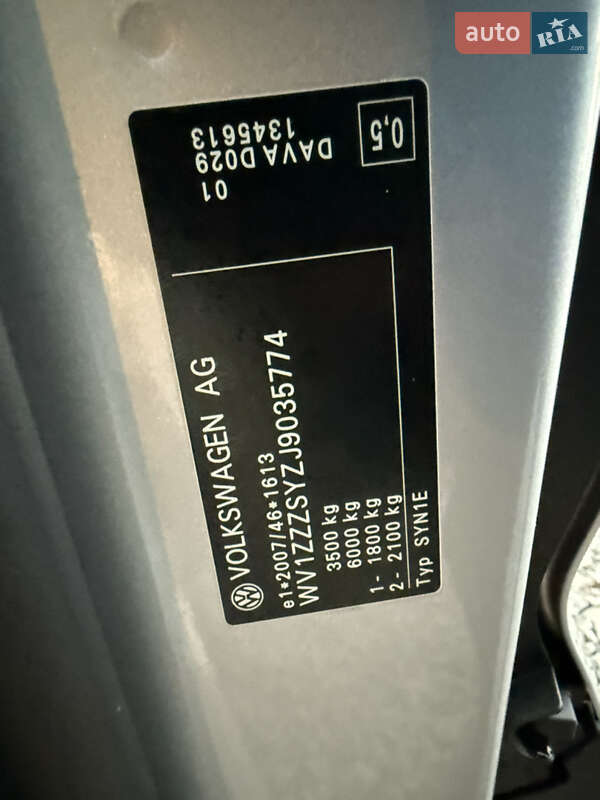 auto RIA .com
VOLKSWAGEN AG
e1*2007/46*1613
WV1ZZZSYZJ9035774
3500 kg
6000 kg
1- 1800 kg
2- 2100 kg
Typ SYN1E
01
DAVA D029
1345613
0,5